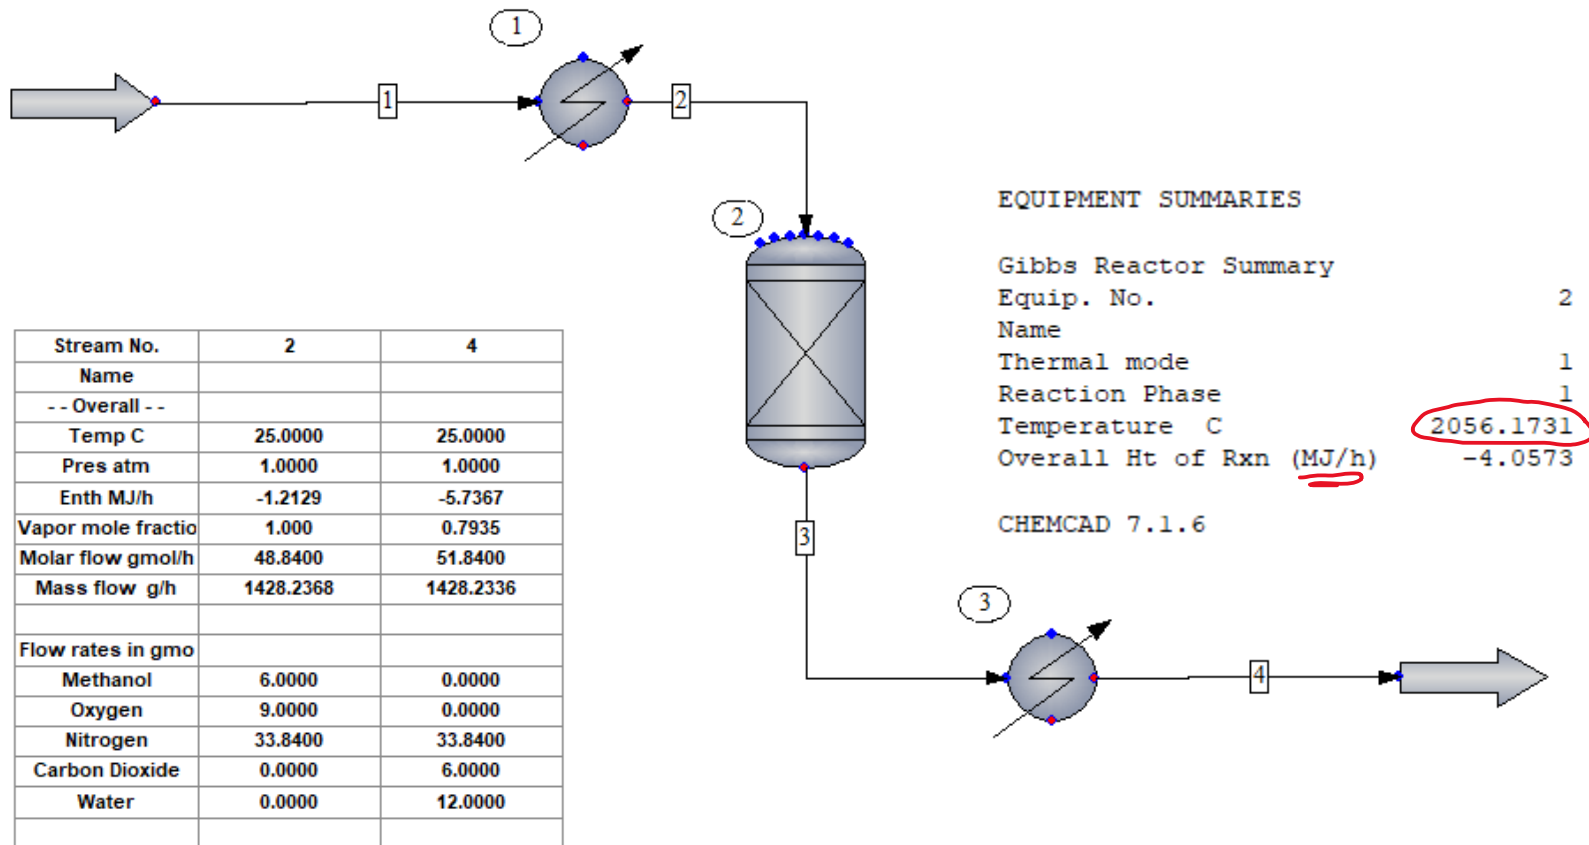 1
1
2
2
EQUIPMENT SUMMARIES
Gibbs Reactor Summary
Equip. No. 2
Name
Thermal mode 1
Reaction Phase 1
Temperature C 2056.1731
Overall Ht of Rxn (MJ/h) -4.0573
CHEMCAD 7.1.6
Stream No. 2 4
Name
- - Overall - -
Temp C 25.0000 25.0000
Pres atm 1.0000 1.0000
Enth MJ/h -1.2129 -5.7367
Vapor mole fractio 1.000 0.7935
Molar flow gmol/h 48.8400 51.8400
Mass flow g/h 1428.2368 1428.2336
Flow rates in gmo
Methanol 6.0000 0.0000
Oxygen 9.0000 0.0000
Nitrogen 33.8400 33.8400
Carbon Dioxide 0.0000 6.0000
Water 0.0000 12.0000
3
3
4